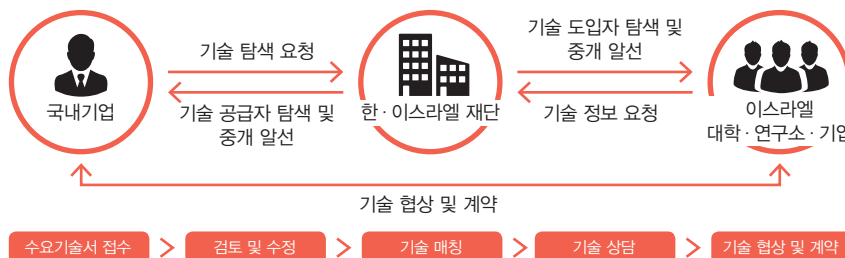 기술 탐색 요청
기술 도입자 탐색 및
중개 알선
국내기업
기술 공급자 탐색 및
중개 알선
한·이스라엘 재단
기술 정보 요청
이스라엘
대학·연구소·기업
기술 협상 및 계약
수요기술서 접수
검토 및 수정
기술 매칭
기술 상담
기술 협상 및 계약